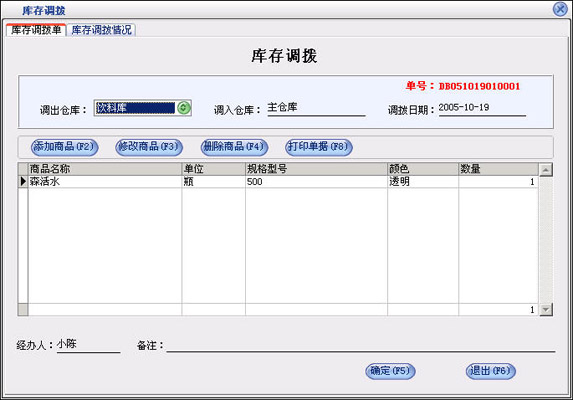 库存调拨
库存调拨单 库存调拨情况
库存调拨
单号：DB051019010001
调出仓库： 饮料库 调入仓库： 主仓库 调拨日期： 2005-10-19
添加商品(F2) 修改商品(F3) 删除商品(F4) 打印单据(F8)
商品名称 单位 规格型号 颜色 数量
森活水 瓶 500 透明 1
1
经办人： 小陈 备注：
确定(F5) 退出(F6)